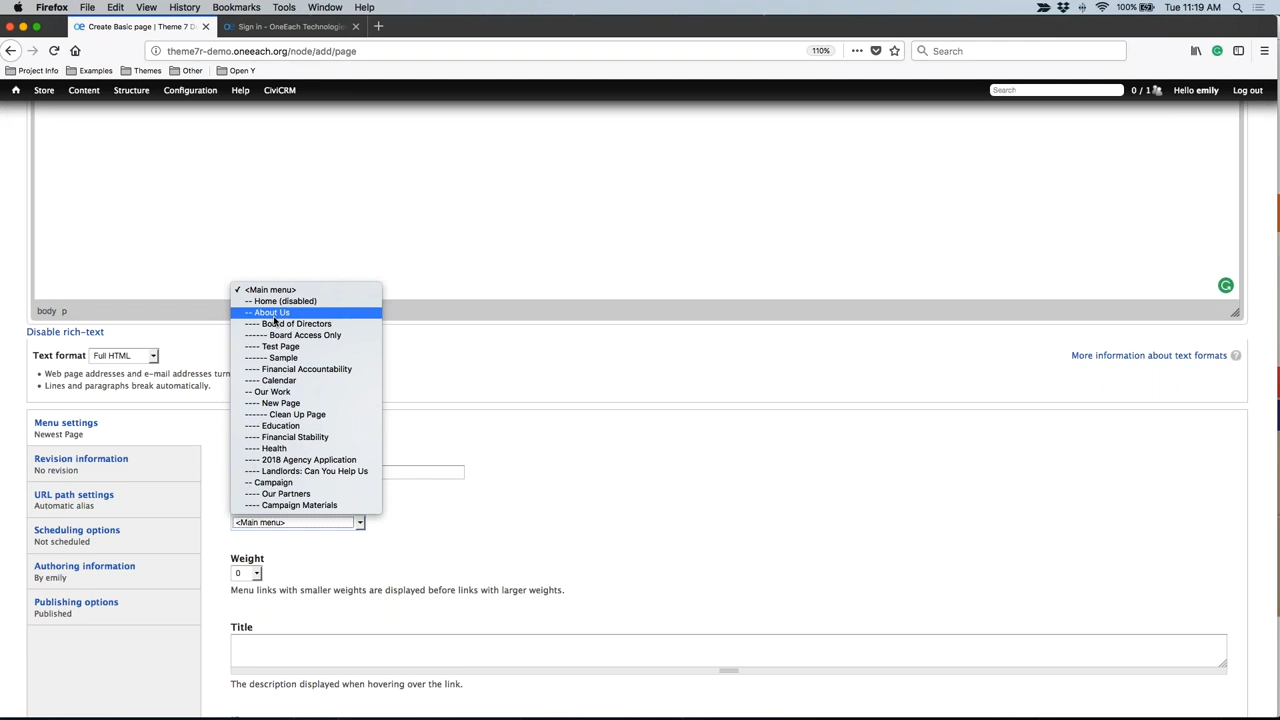 Firefox File Edit View History Bookmarks Tools Window Help 100% Tue 11:19 AM
Create Basic page | Theme 7 D Sign in - OneEach Technologie
theme7r-demo.oneeach.org/node/add/page 110% Search
Project Info Examples Themes Other Open Y
Store Content Structure Configuration Help CiviCRM Search 0 / 1 Hello emily Log out
<Main menu>
-- Home (disabled)
body p
-- About Us
---- Board of Directors
Disable rich-text
------ Board Access Only
---- Test Page
Text format Full HTML
------ Sample
More information about text formats
---- Financial Accountability
Web page addresses and e-mail addresses turn
---- Calendar
Lines and paragraphs break automatically.
-- Our Work
---- New Page
------ Clean Up Page
---- Education
---- Financial Stability
---- Health
---- 2018 Agency Application
---- Landlords: Can You Help Us
-- Campaign
---- Our Partners
---- Campaign Materials
<Main menu>
Menu settings
Newest Page
Revision information
No revision
URL path settings
Automatic alias
Scheduling options
Not scheduled
Authoring information
By emily
Publishing options
Published
Weight
0
Menu links with smaller weights are displayed before links with larger weights.
Title
The description displayed when hovering over the link.